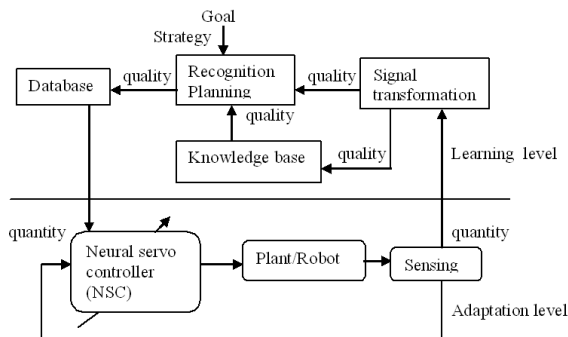 Goal
Strategy
Database
quality
Recognition
Planning
quality
Signal
transformation
quality
Knowledge base
quality
Learning level
quantity
Neural servo
controller
(NSC)
Plant/Robot
Sensing
quantity
Adaptation level